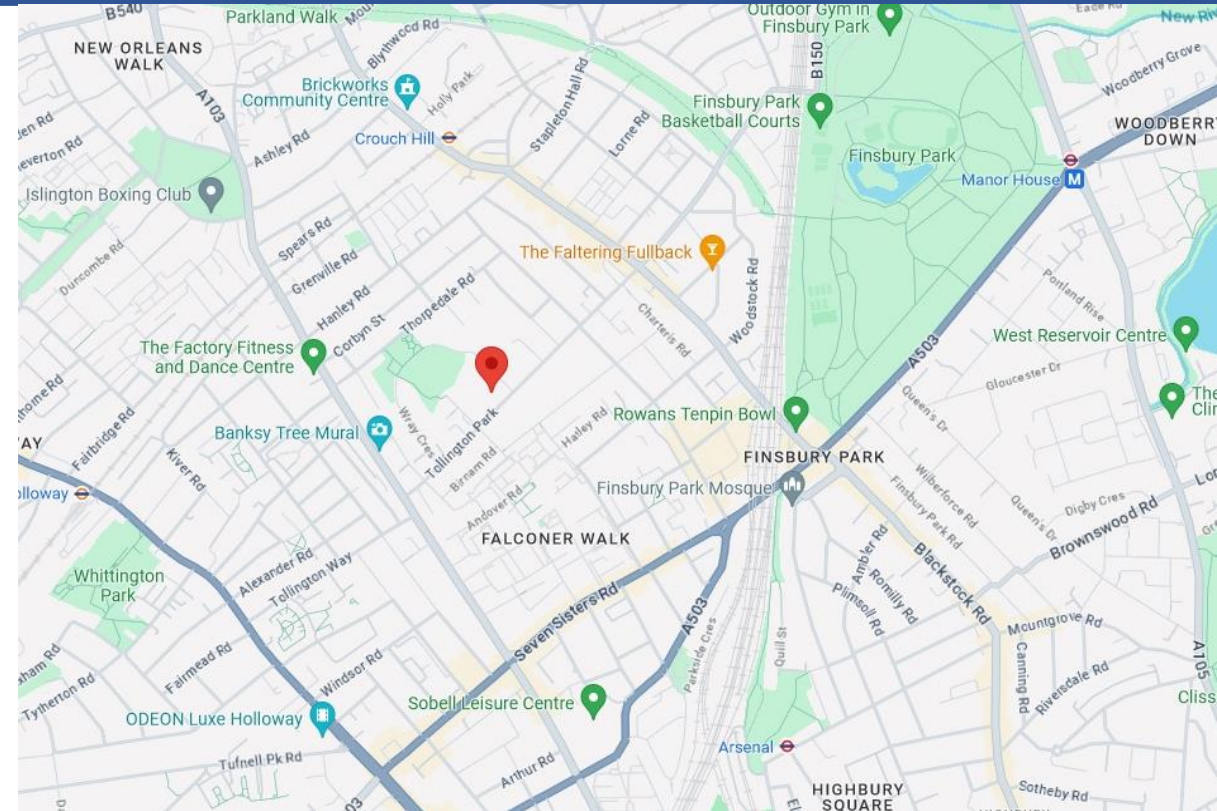 B540
Parkland Walk
Blythwood Rd
Outdoor Gym in
Finsbury Park
New Riv
NEW ORLEANS
WALK
B150
Woodberry Grove
Brickworks
Community Centre
Holly Park
Stapleton Hall Rd
A103
Finsbury Park
Basketball Courts
Lorne Rd
WOODBERRY
DOWN
Crouch Hill
Ashley Rd
Finsbury Park
Manor House
M
Islington Boxing Club
Spears Rd
The Faltering Fullback
Duncombe Rd
Grenville Rd
Woodstock Rd
Hanley Rd
Thorpedale Rd
Portland Rise
Corbyn St
Charteris Rd
West Reservoir Centre
The Factory Fitness
and Dance Centre
A503
Gloucester Dr
Queen's Dr
The
Clim
Fairbridge Rd
Wray Cres
Tollington Park
Hatley Rd
Rowans Tenpin Bowl
Banksy Tree Mural
Birnam Rd
FINSBURY PARK
Kiver Rd
Wilberforce Rd
Finsbury Park Rd
olloway
Andover Rd
Finsbury Park Mosque
Queen's Dr
Digby Cres
Brownswood Rd
FALCONER WALK
Ambler Rd
Blackstock Rd
Alexander Rd
Tollington Way
Romilly Rd
Plimsoll Rd
Whittington
Park
Seven Sisters Rd
A503
Mountgrove Rd
Parkside Cres
Quill St
Canning Rd
Riversdale Rd
A105
Fairmead Rd
Windsor Rd
Tytherton Rd
Sobell Leisure Centre
Cliss
ODEON Luxe Holloway
Arsenal
Tufnell Pk Rd
Arthur Rd
HIGHBURY
SQUARE
Sotheby Rd